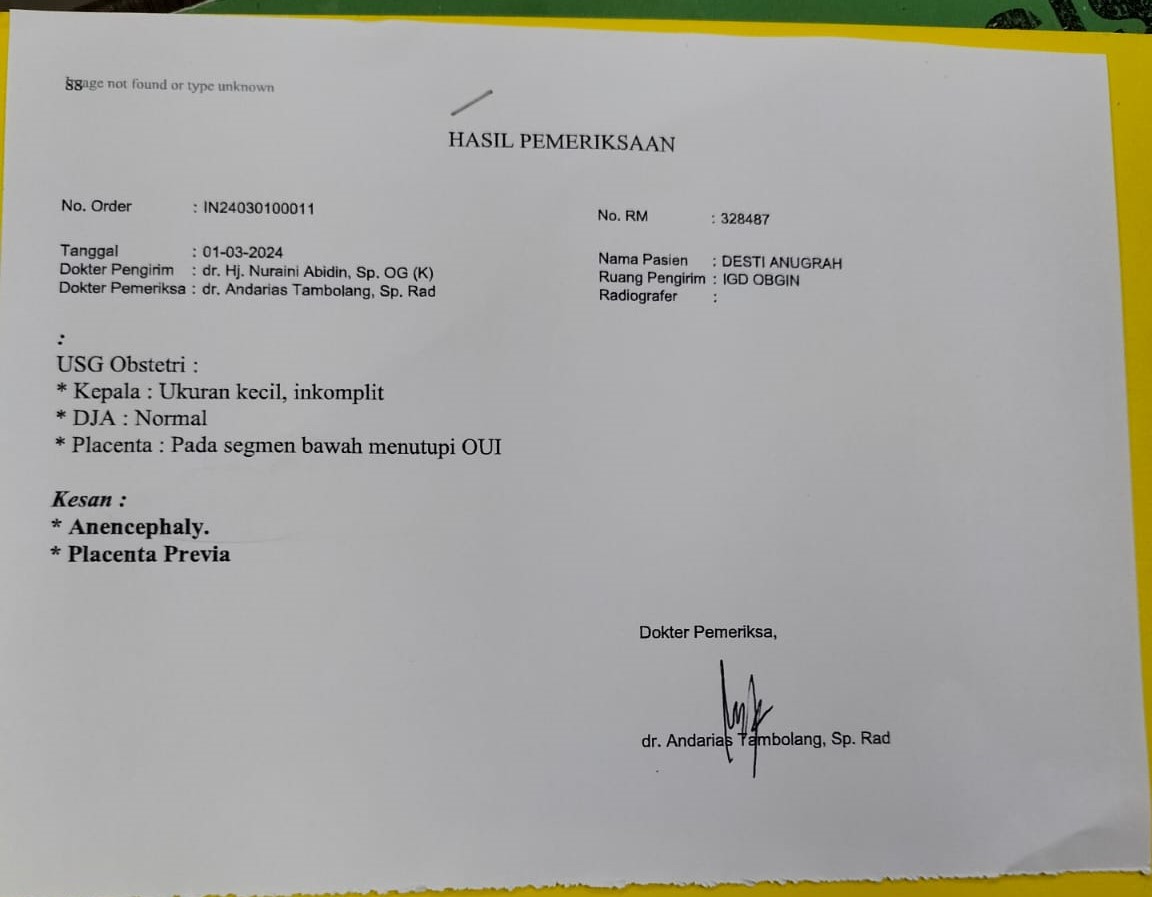 age not found or type unknown
HASIL PEMERIKSAAN
No. Order : IN24030100011
No. RM : 328487
Tanggal : 01-03-2024
Dokter Pengirim : dr. Hj. Nuraini Abidin, Sp. OG (K)
Dokter Pemeriksa : dr. Andarias Tambolang, Sp. Rad
Nama Pasien : DESTI ANUGRAH
Ruang Pengirim : IGD OBGIN
Radiografer :
:
USG Obstetri :
* Kepala : Ukuran kecil, inkomplit
* DJA : Normal
* Placenta : Pada segmen bawah menutupi OUI
Kesan :
* Anencephaly.
* Placenta Previa
Dokter Pemeriksa,
dr. Andarias Tambolang, Sp. Rad